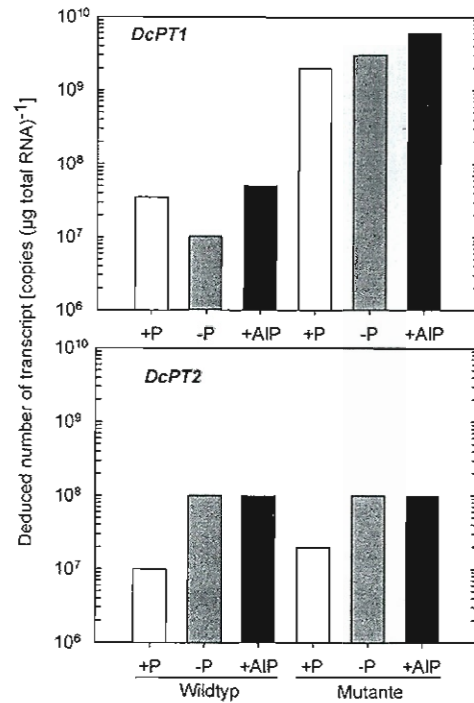 Deduced number of transcript [copies (µg total RNA)⁻¹]
DcPT1
10¹⁰
10⁹
10⁸
10⁷
10⁶
+P -P +AlP +P -P +AlP
DcPT2
10¹⁰
10⁹
10⁸
10⁷
10⁶
+P -P +AlP +P -P +AlP
Wildtyp Mutante